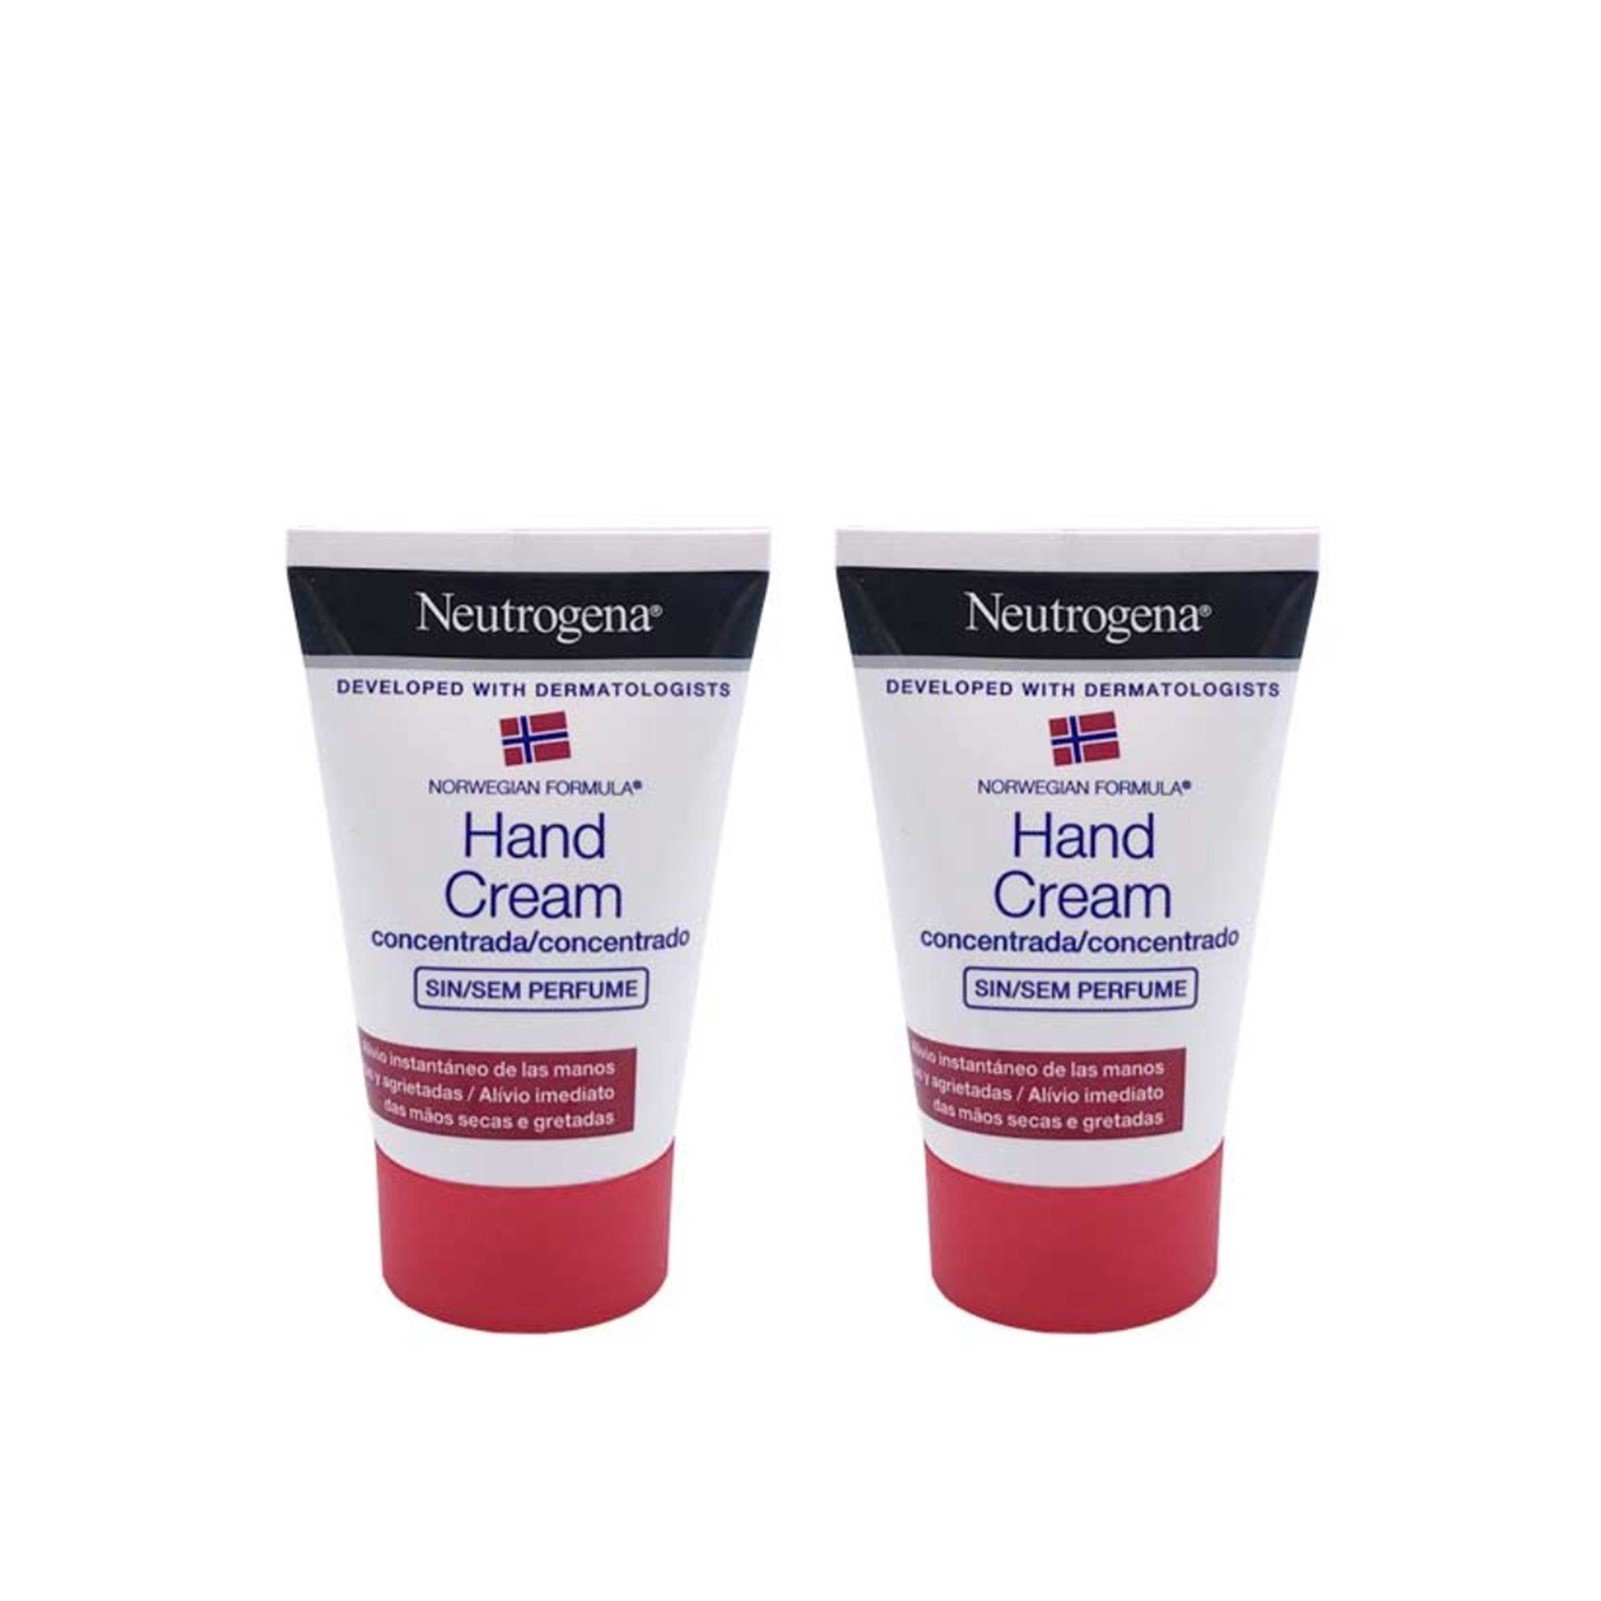 Neutrogena®
DEVELOPED WITH DERMATOLOGISTS
NORWEGIAN FORMULA®
Hand
Cream
concentrada/concentrado
SIN/SEM PERFUME
instantáneo de las manos
y agrietadas / Alívio imediato
das mãos secas e gretadas
Neutrogena®
DEVELOPED WITH DERMATOLOGISTS
NORWEGIAN FORMULA®
Hand
Cream
concentrada/concentrado
SIN/SEM PERFUME
instantáneo de las manos
y agrietadas / Alívio imediato
das mãos secas e gretadas